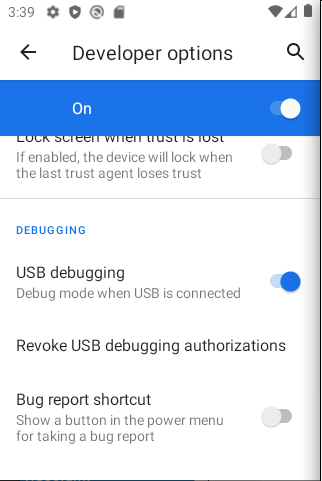 3:39
Developer options
On
Lock screen when trust is lost
If enabled, the device will lock when
the last trust agent loses trust
DEBUGGING
USB debugging
Debug mode when USB is connected
Revoke USB debugging authorizations
Bug report shortcut
Show a button in the power menu
for taking a bug report